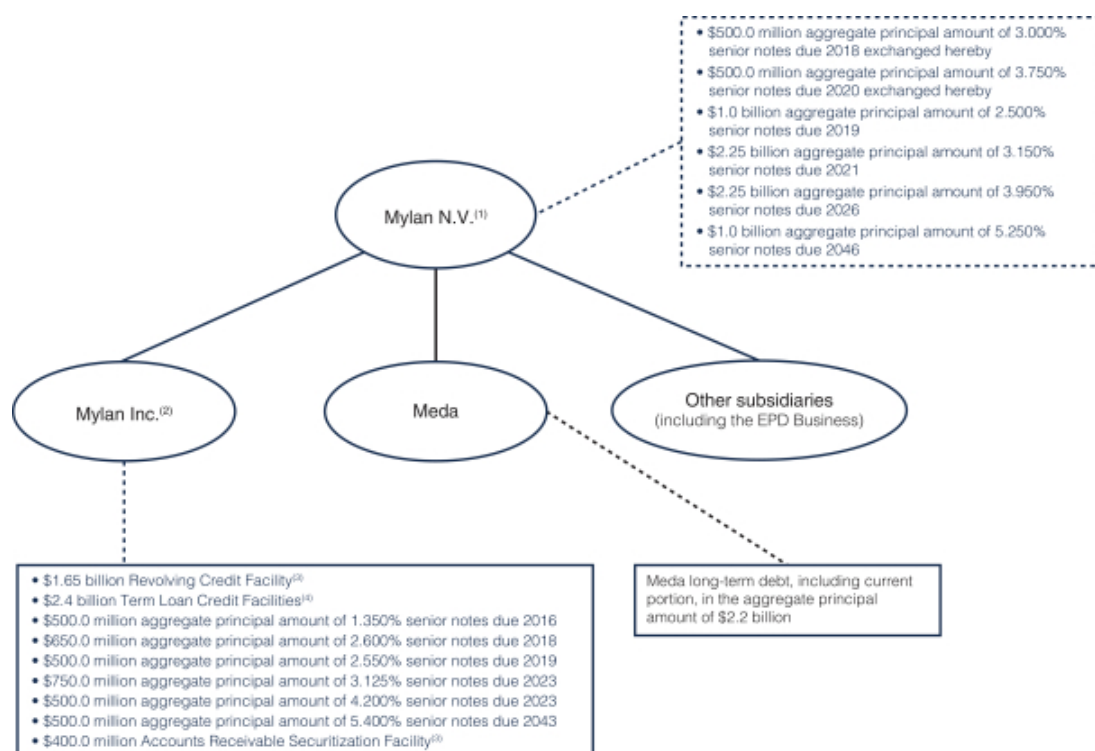 • $500.0 million aggregate principal amount of 3.000%
senior notes due 2018 exchanged hereby
• $500.0 million aggregate principal amount of 3.750%
senior notes due 2020 exchanged hereby
• $1.0 billion aggregate principal amount of 2.500%
senior notes due 2019
• $2.25 billion aggregate principal amount of 3.150%
senior notes due 2021
• $2.25 billion aggregate principal amount of 3.950%
senior notes due 2026
• $1.0 billion aggregate principal amount of 5.250%
senior notes due 2046
Mylan N.V.(1)
Mylan Inc.(2)
Meda
Other subsidiaries
(including the EPD Business)
• $1.65 billion Revolving Credit Facility(3)
• $2.4 billion Term Loan Credit Facilities(4)
• $500.0 million aggregate principal amount of 1.350% senior notes due 2016
• $650.0 million aggregate principal amount of 2.600% senior notes due 2018
• $500.0 million aggregate principal amount of 2.550% senior notes due 2019
• $750.0 million aggregate principal amount of 3.125% senior notes due 2023
• $500.0 million aggregate principal amount of 4.200% senior notes due 2023
• $500.0 million aggregate principal amount of 5.400% senior notes due 2043
• $400.0 million Accounts Receivable Securitization Facility(3)
Meda long-term debt, including current
portion, in the aggregate principal
amount of $2.2 billion